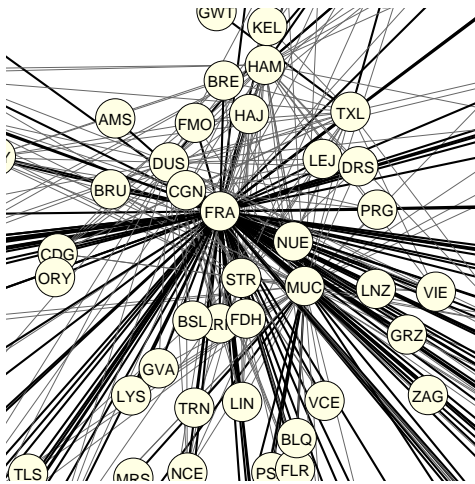 GWT
KEL
HAM
BRE
AMS
FMO
HAJ
TXL
DUS
LEJ
DRS
BRU
CGN
FRA
PRG
NUE
CDG
ORY
STR
MUC
LNZ
VIE
BSL
FDH
GRZ
GVA
LYS
TRN
LIN
VCE
ZAG
BLQ
TLS
MRS
NCE
FLR